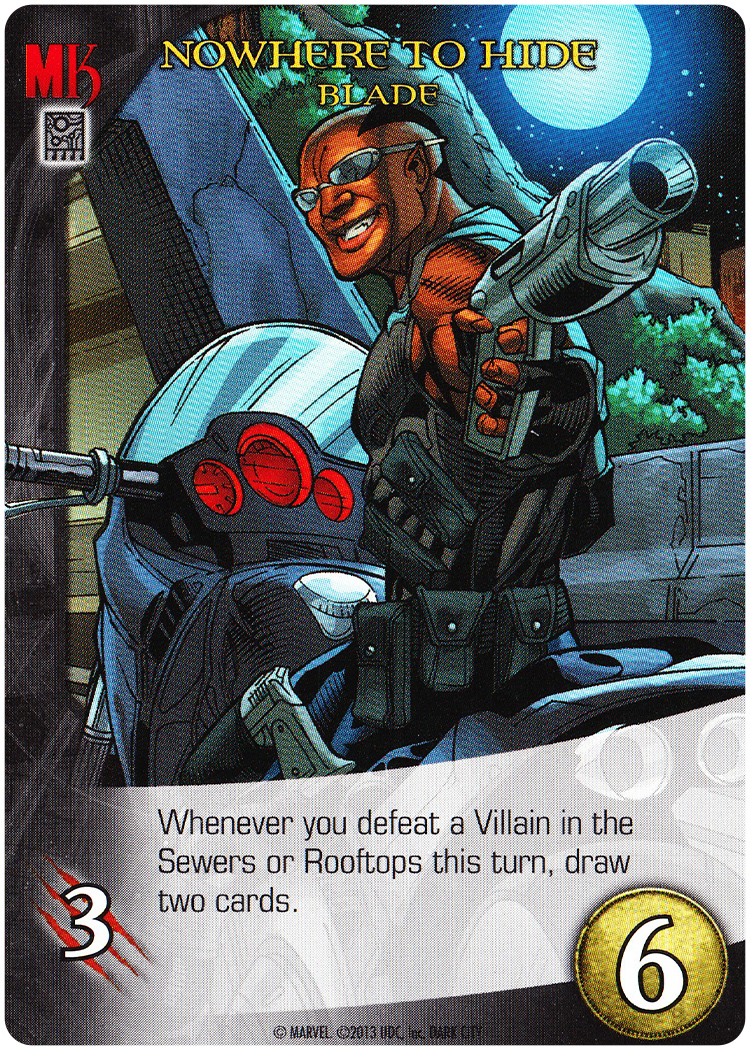 MK
NOWHERE TO HIDE
BLADE
Whenever you defeat a Villain in the
Sewers or Rooftops this turn, draw
two cards.
3
6
© MARVEL. ©2013 UDC, Inc. DARK CITY